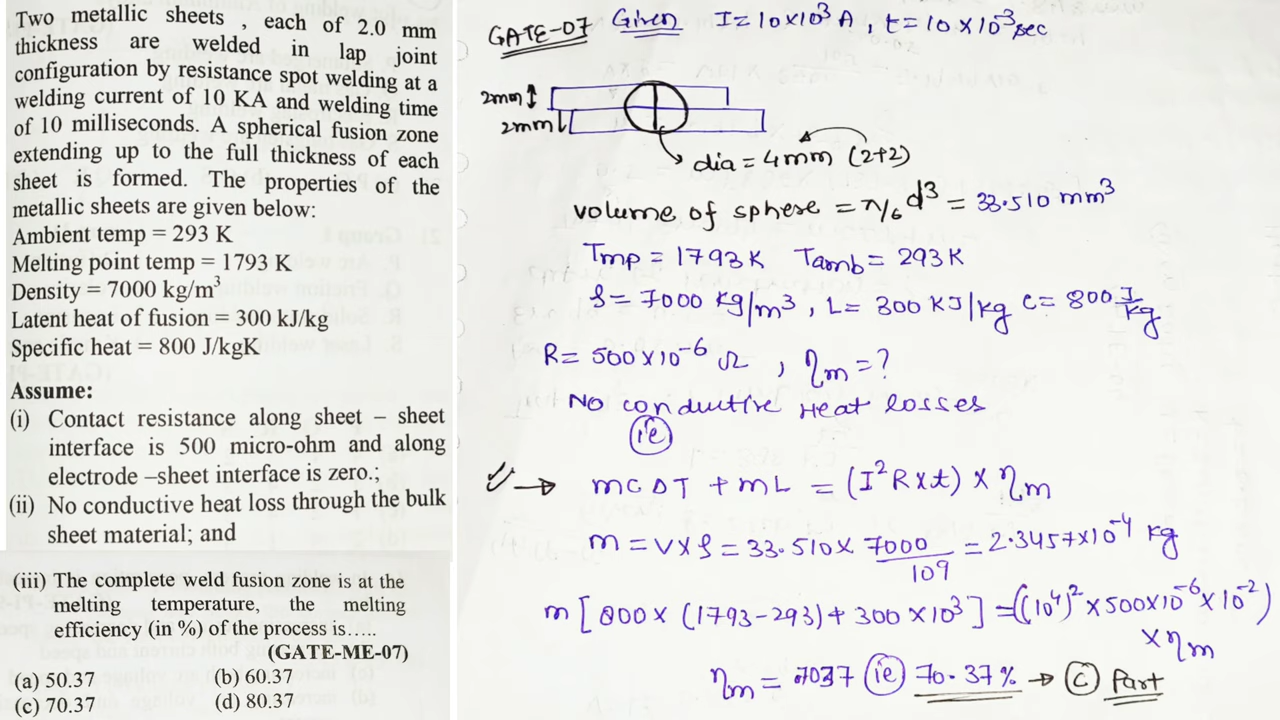 Two metallic sheets , each of 2.0 mm
thickness are welded in lap joint
configuration by resistance spot welding at a
welding current of 10 KA and welding time
of 10 milliseconds. A spherical fusion zone
extending up to the full thickness of each
sheet is formed. The properties of the
metallic sheets are given below:
Ambient temp = 293 K
Melting point temp = 1793 K
Density = 7000 kg/m³
Latent heat of fusion = 300 kJ/kg
Specific heat = 800 J/kgK
Assume:
(i) Contact resistance along sheet – sheet
interface is 500 micro-ohm and along
electrode –sheet interface is zero.;
(ii) No conductive heat loss through the bulk
sheet material; and
(iii) The complete weld fusion zone is at the
melting temperature, the melting
efficiency (in %) of the process is.....
(GATE-ME-07)
(a) 50.37 (b) 60.37
(c) 70.37 (d) 80.37
GATE-07 Given I=10×10³A, t=10×10⁻³sec
2mm
2mm
dia = 4mm (2+2)
volume of sphese = π/6 d³ = 33.510 mm³
Tmp = 1793K Tamb = 293K
ρ= 7000 kg/m³, L= 300 KJ/kg C= 800 J/kg
R= 500×10⁻⁶ Ω , ηm=?
No conductive Heat losses
(ie)
→ mCΔT + mL = (I²R×t) × ηm
m = V×ρ = 33.510× 7000/10⁹ = 2.3457×10⁻⁴ kg
m[800×(1793-293)+300×10³] =((10⁴)²×500×10⁻⁶×10⁻²)
×ηm
ηm = .7037 (ie) 70.37% → (C) Part